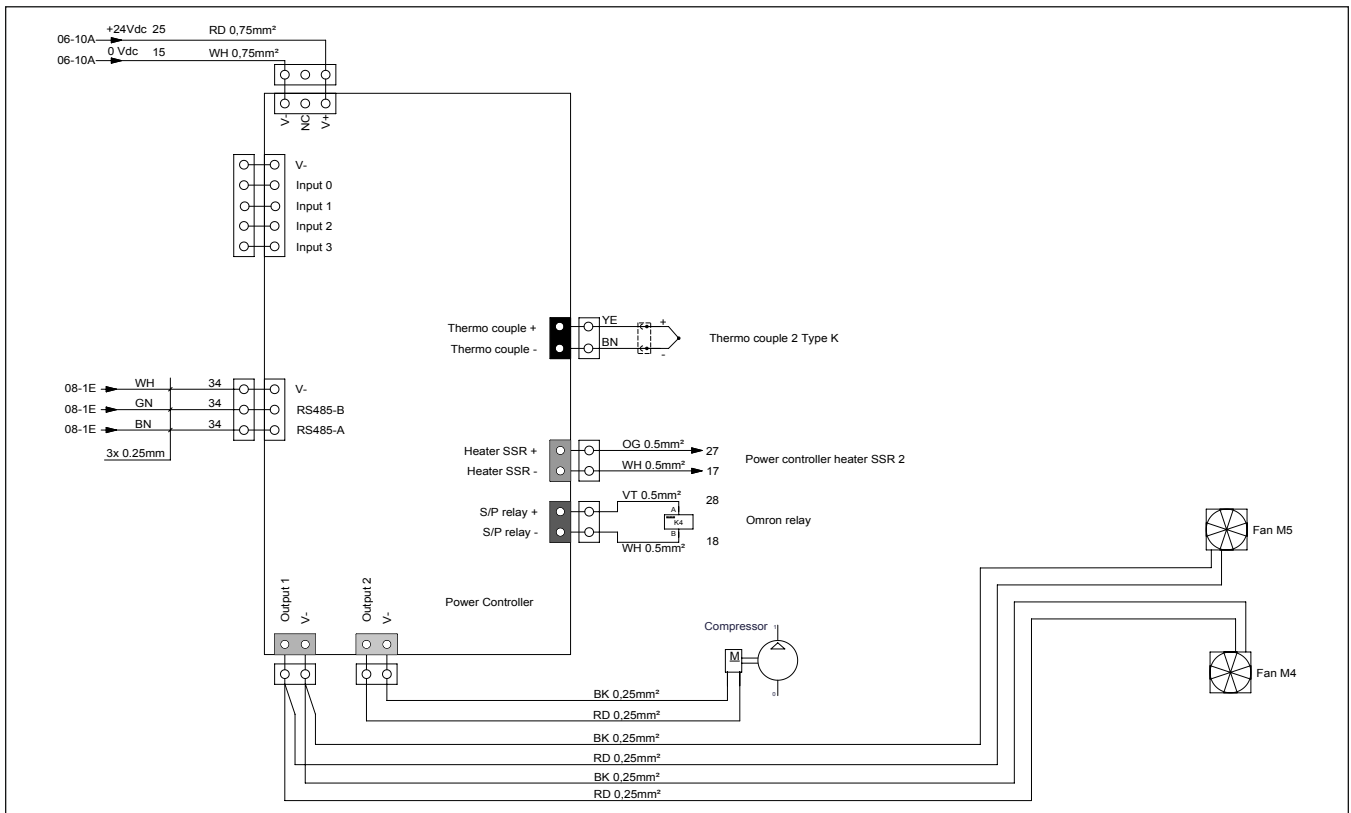 06-10A +24Vdc 25 RD 0,75mm²
06-10A 0 Vdc 15 WH 0,75mm²
V- NC V+
V-
Input 0
Input 1
Input 2
Input 3
Thermo couple + YE +
Thermo couple - BN -
Thermo couple 2 Type K
08-1E WH 34 V-
08-1E GN 34 RS485-B
08-1E BN 34 RS485-A
3x 0.25mm
Heater SSR + OG 0.5mm² 27
Heater SSR - WH 0.5mm² 17
Power controller heater SSR 2
S/P relay + VT 0.5mm² 28
A
K4
B
Omron relay
S/P relay - WH 0.5mm² 18
Fan M5
Output 1 V- Output 2 V-
Power Controller
Compressor 1
M
0
Fan M4
BK 0,25mm²
RD 0,25mm²
BK 0,25mm²
RD 0,25mm²
BK 0,25mm²
RD 0,25mm²